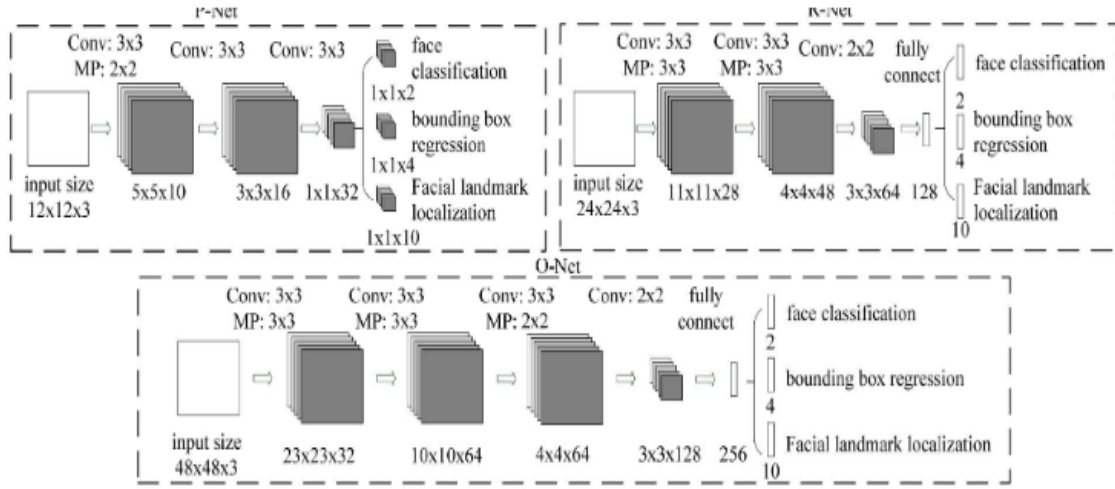 P-Net
Conv: 3x3
MP: 2x2
Conv: 3x3
Conv: 3x3
face
classification
1x1x2
bounding box
regression
1x1x4
Facial landmark
localization
1x1x10
input size
12x12x3
5x5x10
3x3x16
1x1x32
R-Net
Conv: 3x3
MP: 3x3
Conv: 3x3
MP: 3x3
Conv: 2x2
fully
connect
face classification
2
bounding box
regression
4
Facial landmark
localization
10
input size
24x24x3
11x11x28
4x4x48
3x3x64
128
O-Net
Conv: 3x3
MP: 3x3
Conv: 3x3
MP: 3x3
Conv: 3x3
MP: 2x2
Conv: 2x2
fully
connect
face classification
2
bounding box regression
4
Facial landmark localization
10
input size
48x48x3
23x23x32
10x10x64
4x4x64
3x3x128
256